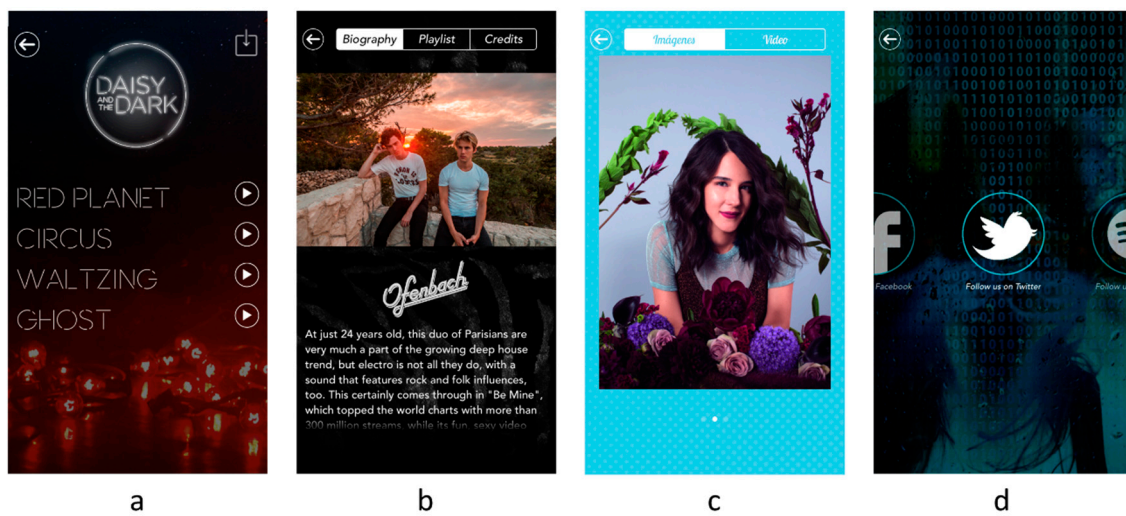 DAISY
AND THE DARK
RED PLANET
CIRCUS
WALTZING
GHOST
a
Biography Playlist Credits
Ofenbach
At just 24 years old, this duo of Parisians are
very much a part of the growing deep house
trend, but electro is not all they do, with a
sound that features rock and folk influences,
too. This certainly comes through in "Be Mine",
which topped the world charts with more than
300 million streams, while its fun, sexy video
b
Imágenes Video
c
f
Facebook
Follow us on Twitter
Follow u
d